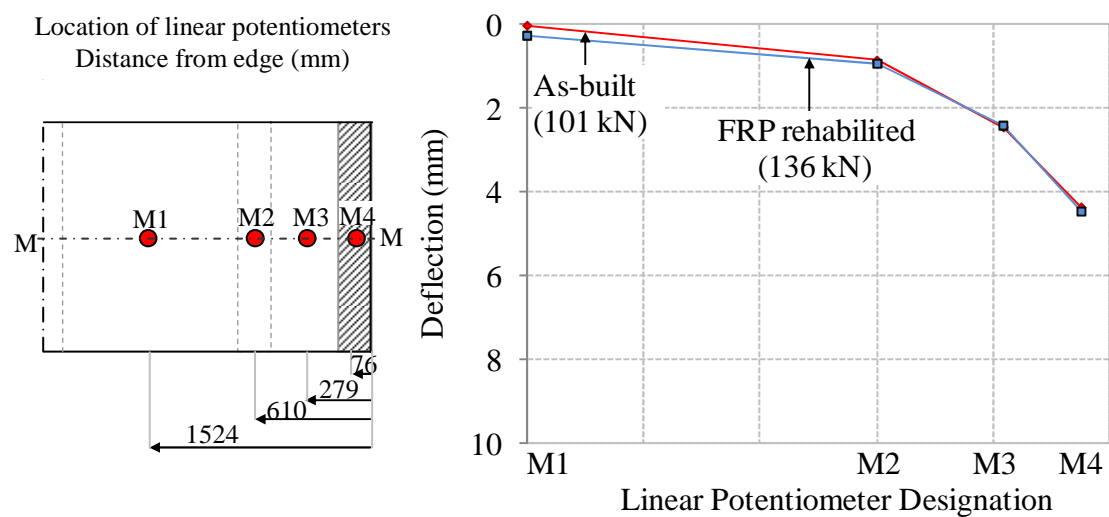 Location of linear potentiometers
Distance from edge (mm)
M
M1
M2
M3
M4
M
76
279
610
1524
Deflection (mm)
0
2
4
6
8
10
As-built
(101 kN)
FRP rehabilited
(136 kN)
M1
M2
M3
M4
Linear Potentiometer Designation